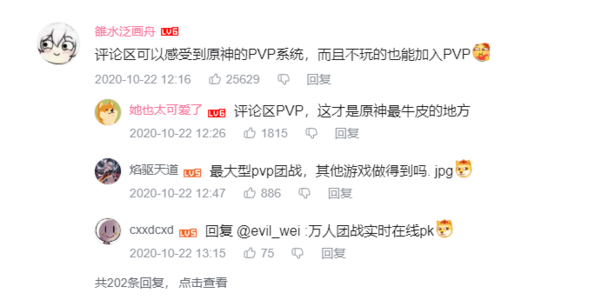 雒水泛画舟 LV6
评论区可以感受到原神的PVP系统，而且不玩的也能加入PVP
2020-10-22 12:16 25629 回复
她也太可爱了 LV6 评论区PVP，这才是原神最牛皮的地方
2020-10-22 12:26 1815 回复
焰驱天道 LV5 最大型pvp团战，其他游戏做得到吗. jpg
2020-10-22 12:47 886 回复
cxxdcxd LV5 回复 @evil_wei :万人团战实时在线pk
2020-10-22 13:15 75 回复
共202条回复，点击查看